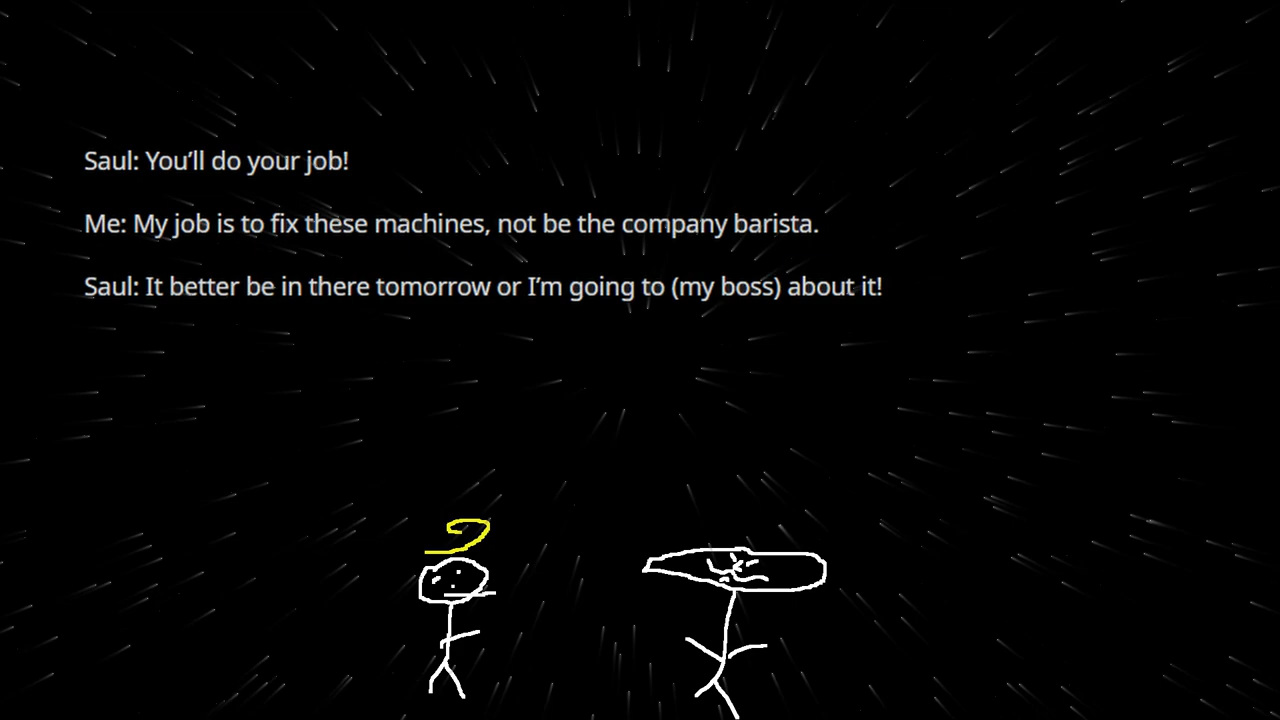 Saul: You’ll do your job!
Me: My job is to fix these machines, not be the company barista.
Saul: It better be in there tomorrow or I’m going to (my boss) about it!